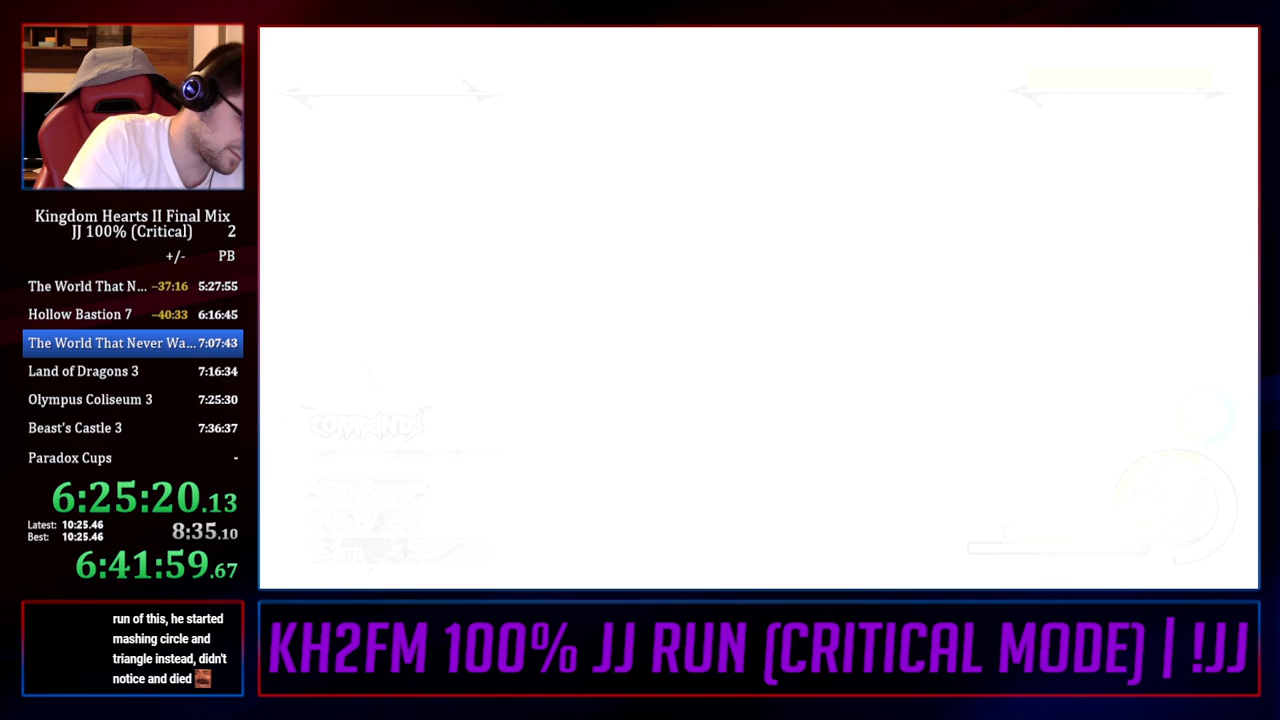 Kingdom Hearts II Final Mix
JJ 100% (Critical) 2
+/- PB
The World That N... −37:16 5:27:55
Hollow Bastion 7 −40:33 6:16:45
The World That Never Wa... 7:07:43
Land of Dragons 3 7:16:34
Olympus Coliseum 3 7:25:30
Beast's Castle 3 7:36:37
Paradox Cups -
6:25:20.13
Latest: 10:25.46
Best: 10:25.46
8:35.10
6:41:59.67
run of this, he started
mashing circle and
triangle instead, didn't
notice and died
COMMANDS
KH2FM 100% JJ RUN (CRITICAL MODE) | !JJ